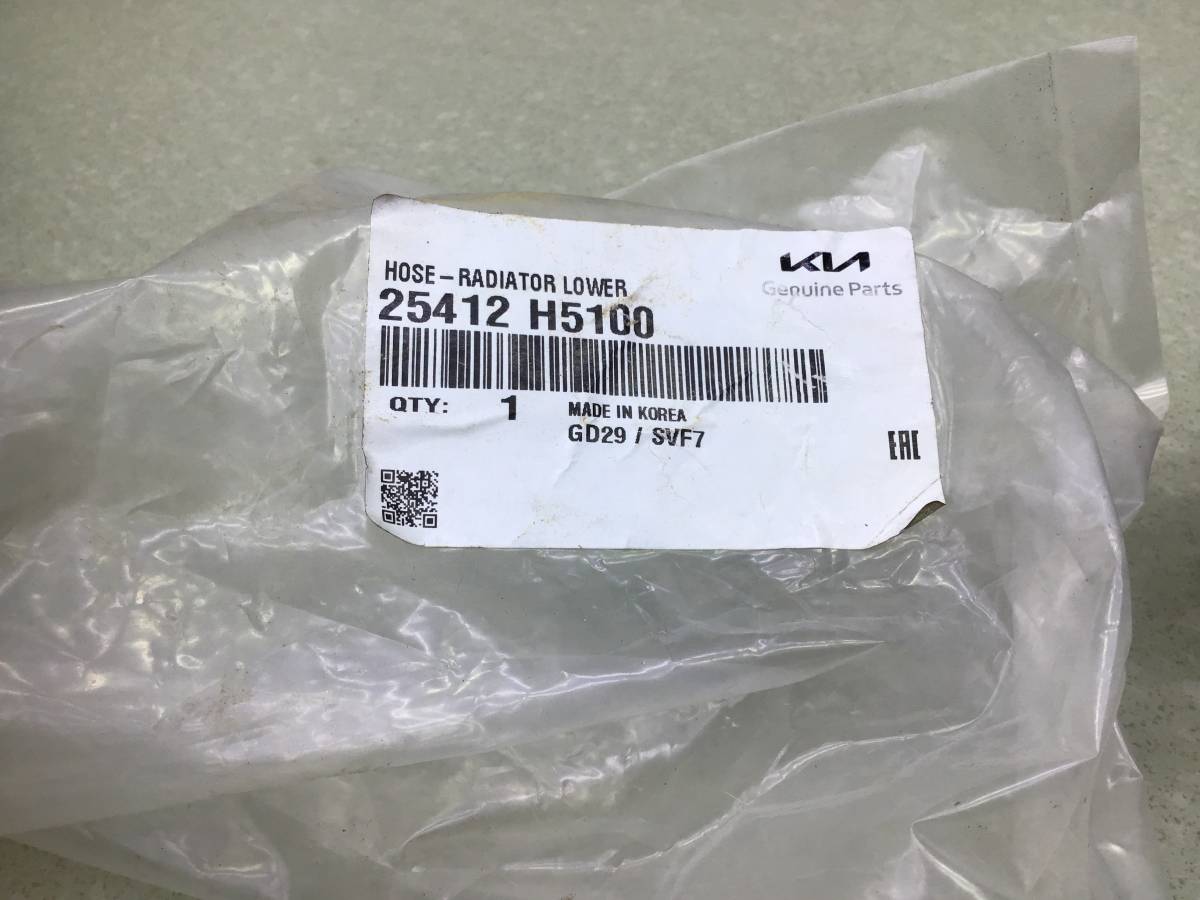 KIA
Genuine Parts
HOSE-RADIATOR LOWER
25412 H5100
QTY: 1
MADE IN KOREA
GD29 / SVF7
EAC